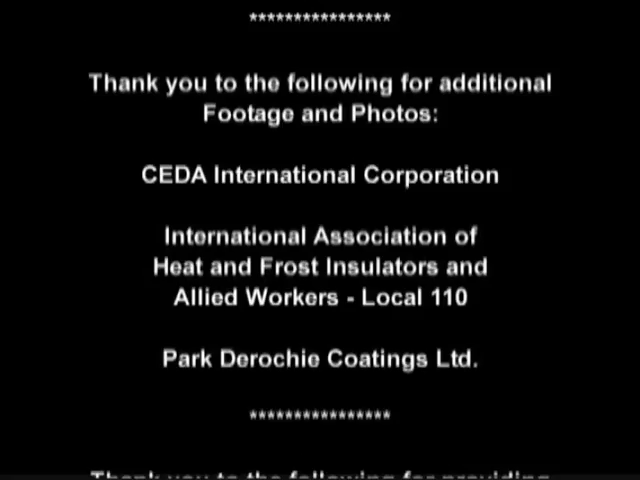 ****************
Thank you to the following for additional
Footage and Photos:
CEDA International Corporation
International Association of
Heat and Frost Insulators and
Allied Workers - Local 110
Park Derochie Coatings Ltd.
****************
Thank you to the following for providing